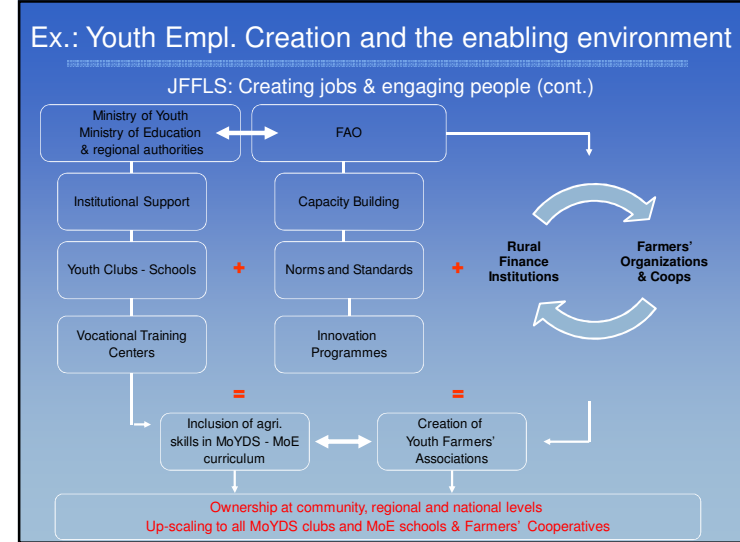 Ex.: Youth Empl. Creation and the enabling environment
JFFLS: Creating jobs & engaging people (cont.)
Ministry of Youth
Ministry of Education
& regional authorities
FAO
Institutional Support
Capacity Building
Youth Clubs - Schools
+
Norms and Standards
+
Rural
Finance
Institutions
Farmers'
Organizations
& Coops
Vocational Training
Centers
Innovation
Programmes
=
=
Inclusion of agri.
skills in MoYDS - MoE
curriculum
Creation of
Youth Farmers'
Associations
Ownership at community, regional and national levels
Up-scaling to all MoYDS clubs and MoE schools & Farmers' Cooperatives